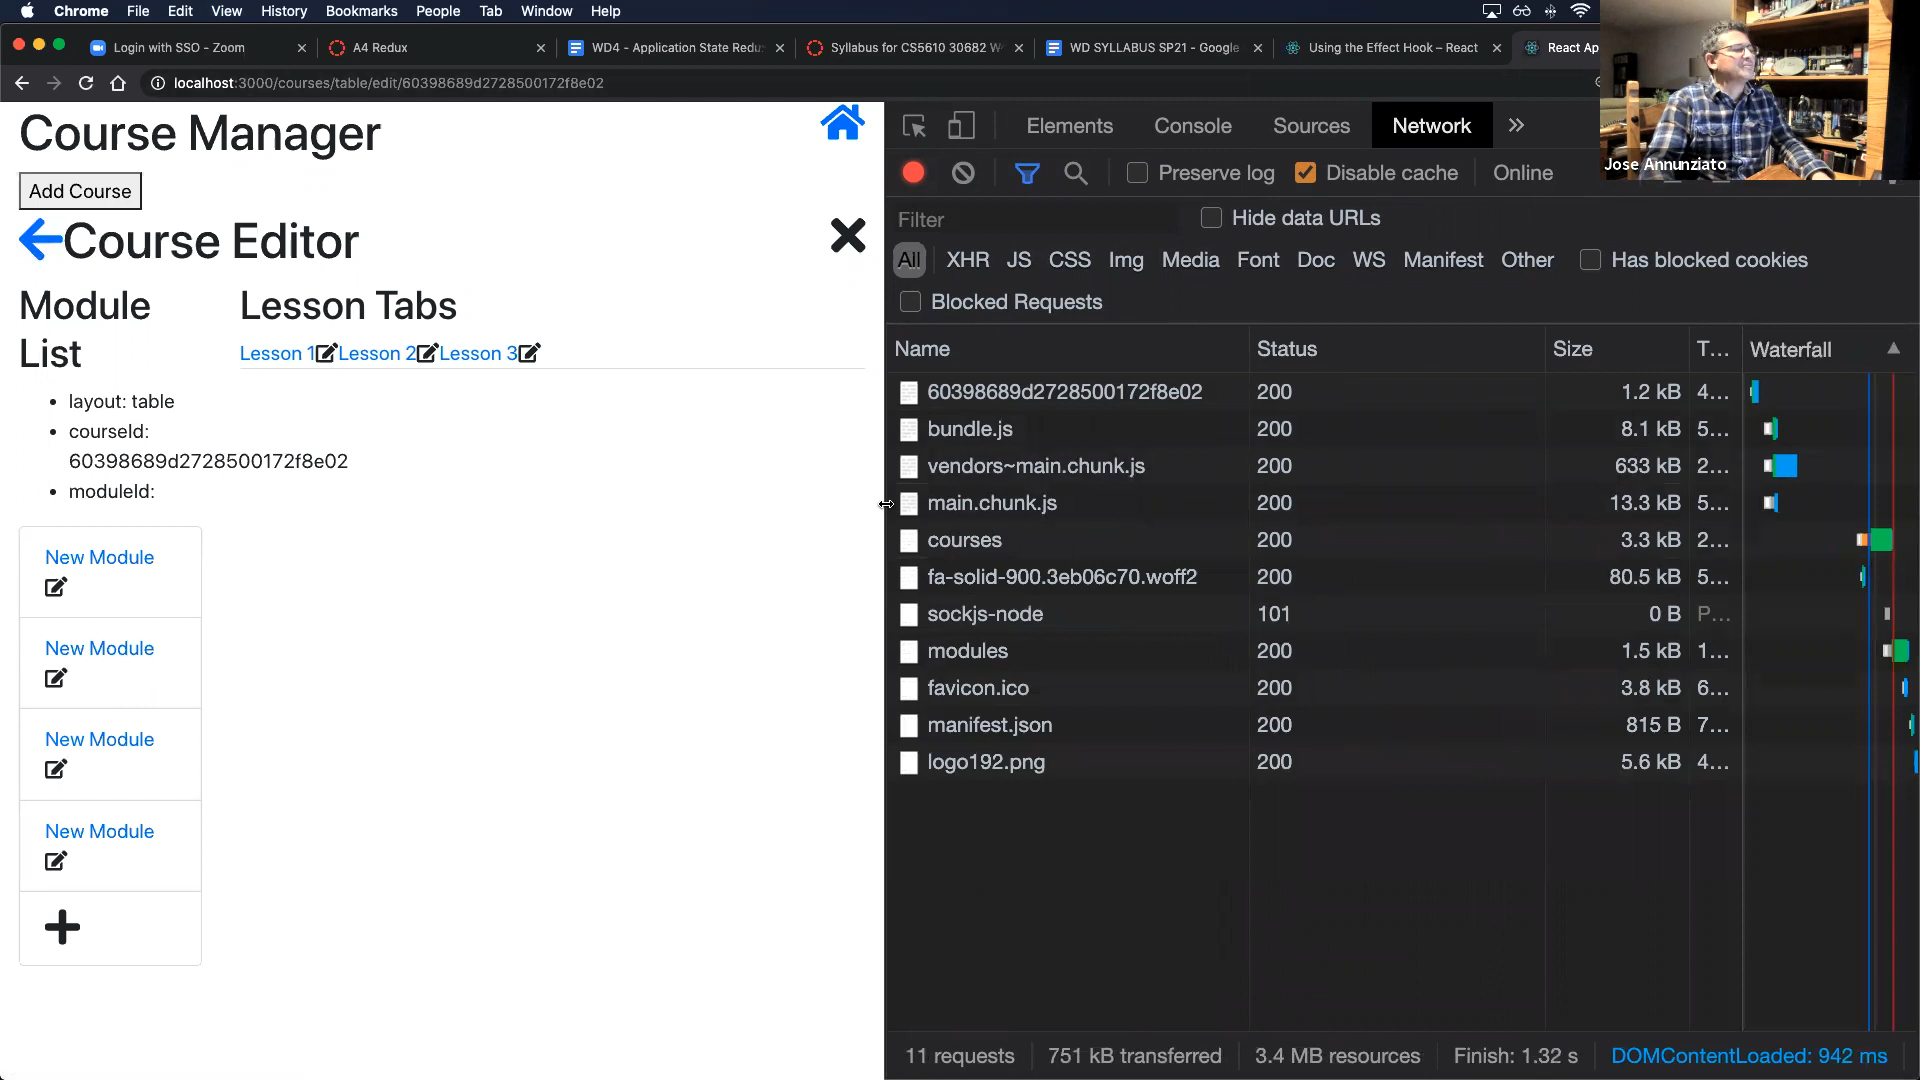 Chrome File Edit View History Bookmarks People Tab Window Help
Login with SSO - Zoom
A4 Redux
WD4 - Application State Redu
Syllabus for CS5610 30682 W
WD SYLLABUS SP21 - Google
Using the Effect Hook – React
React Ap
localhost:3000/courses/table/edit/60398689d2728500172f8e02
Jose Annunziato
Course Manager
Add Course
Course Editor
Module List
Lesson Tabs
Lesson 1 Lesson 2 Lesson 3
layout: table
courseId:
60398689d2728500172f8e02
moduleId:
New Module
New Module
New Module
New Module
Elements Console Sources Network
Preserve log Disable cache Online
Filter Hide data URLs
All XHR JS CSS Img Media Font Doc WS Manifest Other Has blocked cookies
Blocked Requests
Name Status Size T... Waterfall
60398689d2728500172f8e02 200 1.2 kB 4...
bundle.js 200 8.1 kB 5...
vendors~main.chunk.js 200 633 kB 2...
main.chunk.js 200 13.3 kB 5...
courses 200 3.3 kB 2...
fa-solid-900.3eb06c70.woff2 200 80.5 kB 5...
sockjs-node 101 0 B P...
modules 200 1.5 kB 1...
favicon.ico 200 3.8 kB 6...
manifest.json 200 815 B 7...
logo192.png 200 5.6 kB 4...
11 requests 751 kB transferred 3.4 MB resources Finish: 1.32 s DOMContentLoaded: 942 ms